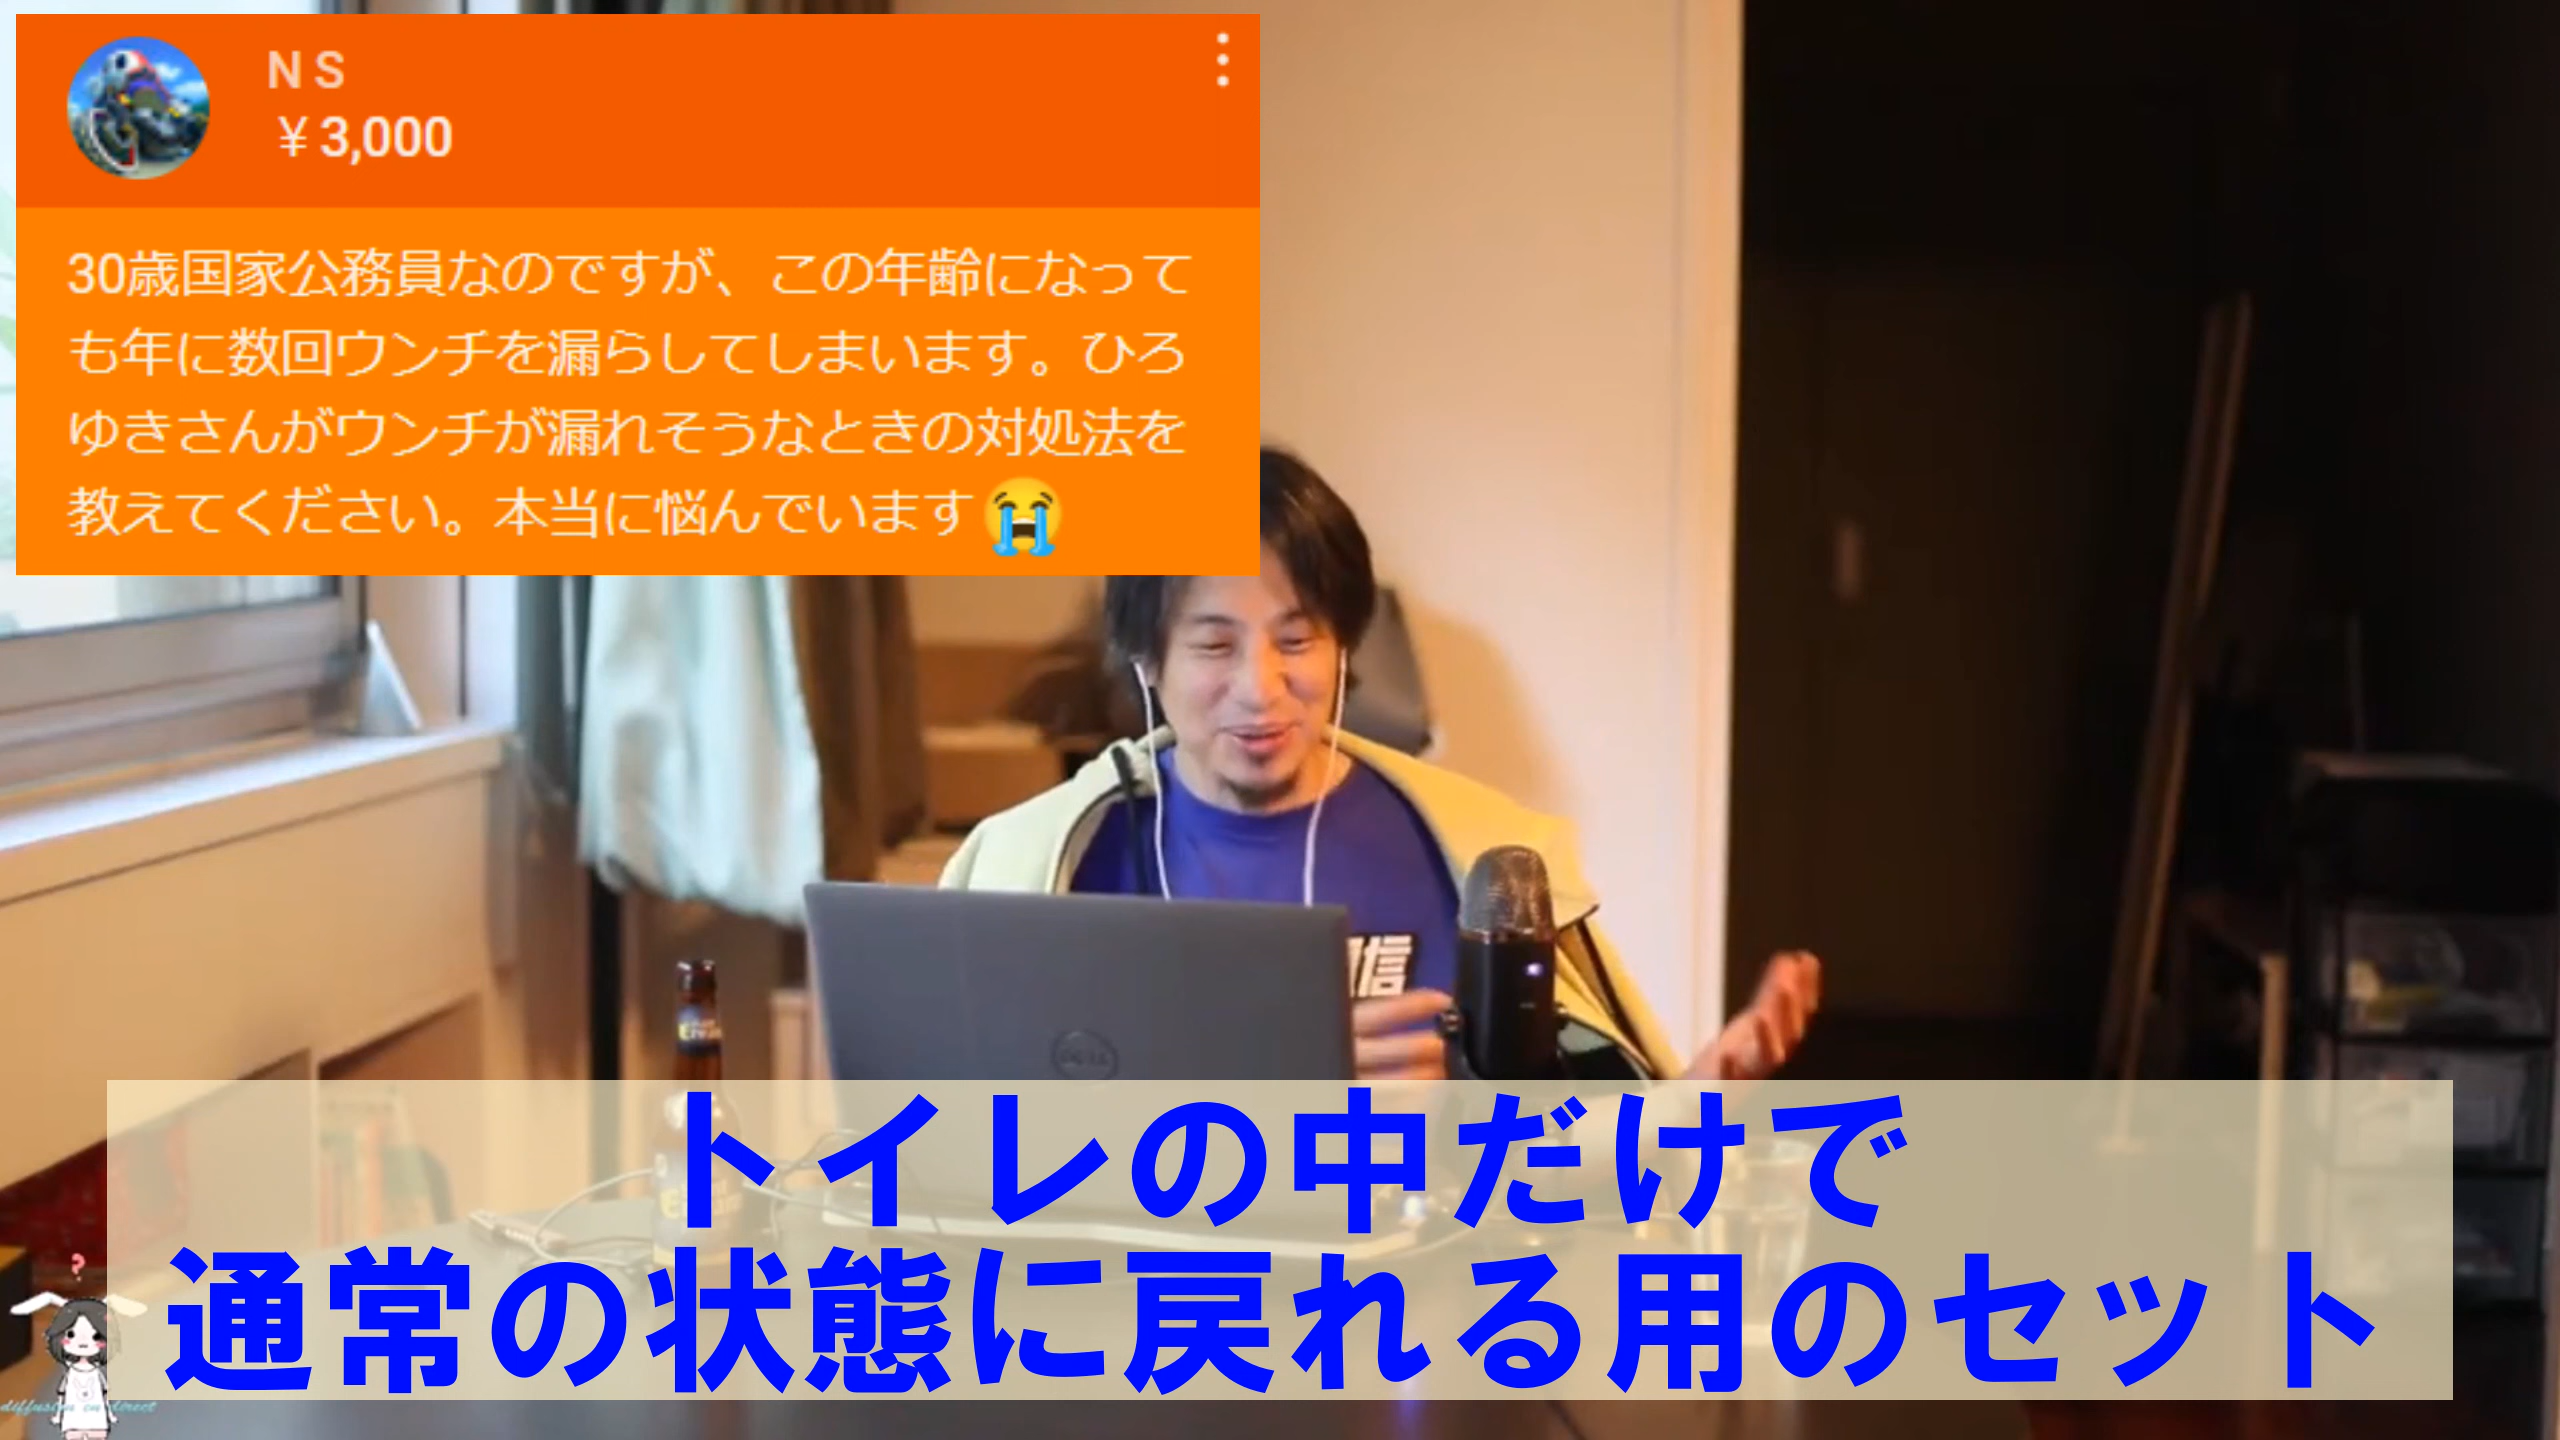 N S
￥3,000
30歳国家公務員なのですが、この年齢になって
も年に数回ウンチを漏らしてしまいます。ひろ
ゆきさんがウンチが漏れそうなときの対処法を
教えてください。本当に悩んでいます😭
信
DELL
トイレの中だけで
通常の状態に戻れる用のセット
?
diffusion en direct